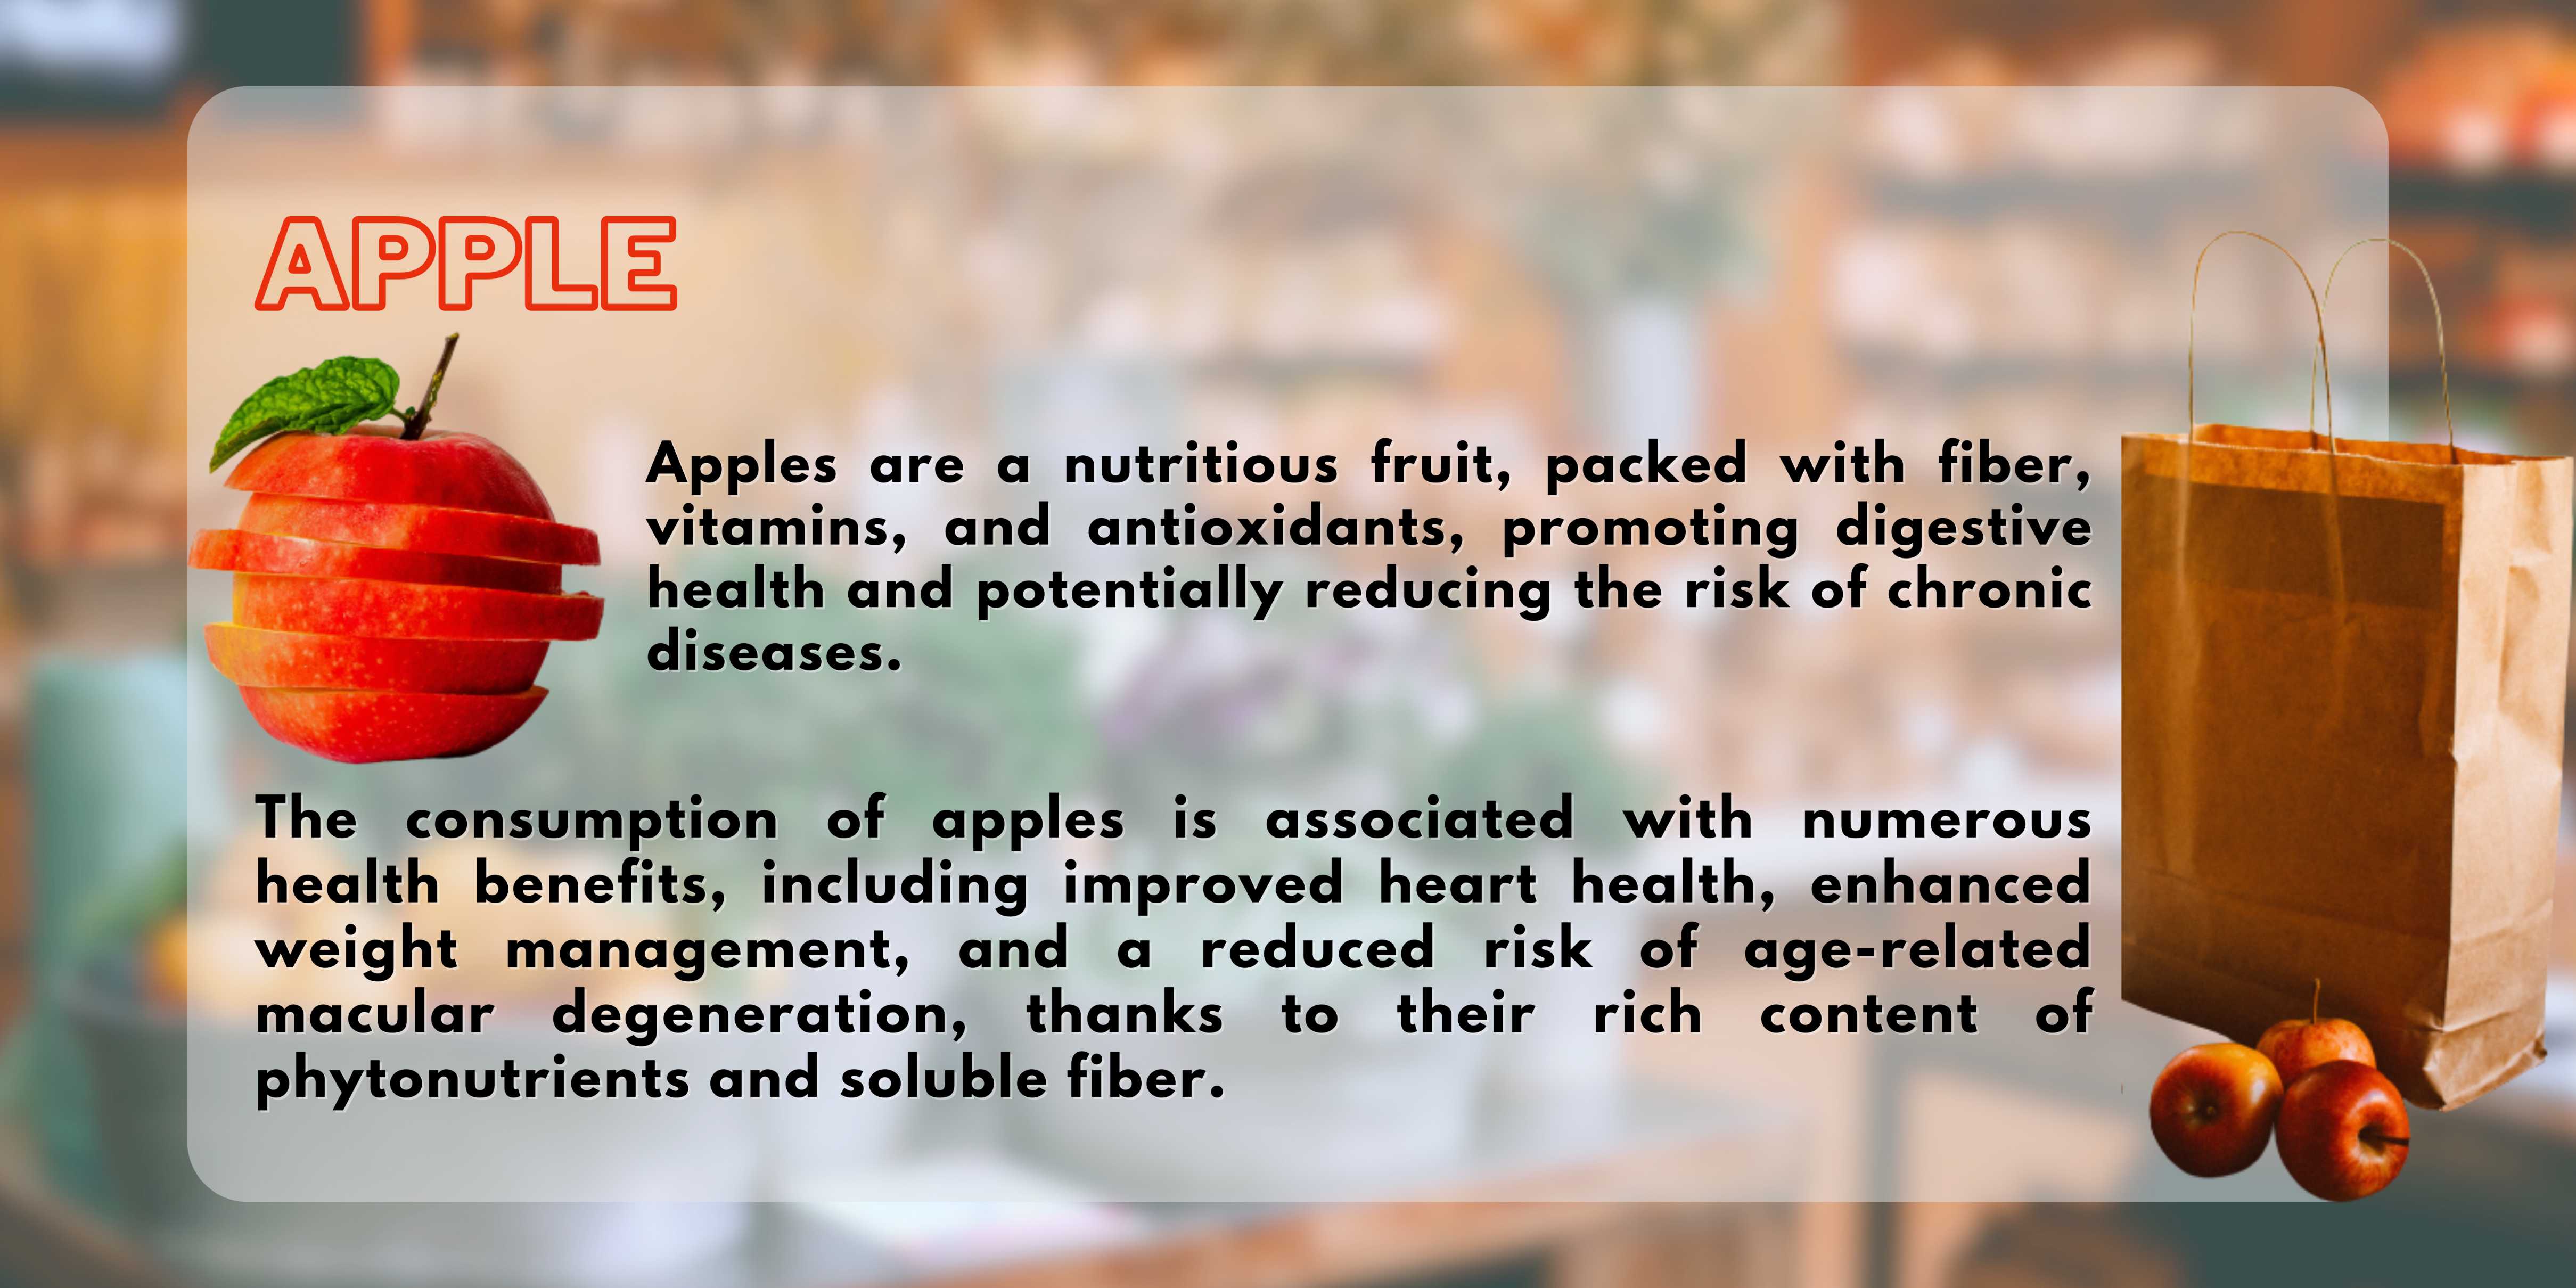 APPLE
Apples are a nutritious fruit, packed with fiber,
vitamins, and antioxidants, promoting digestive
health and potentially reducing the risk of chronic
diseases.
The consumption of apples is associated with numerous
health benefits, including improved heart health, enhanced
weight management, and a reduced risk of age-related
macular degeneration, thanks to their rich content of
phytonutrients and soluble fiber.